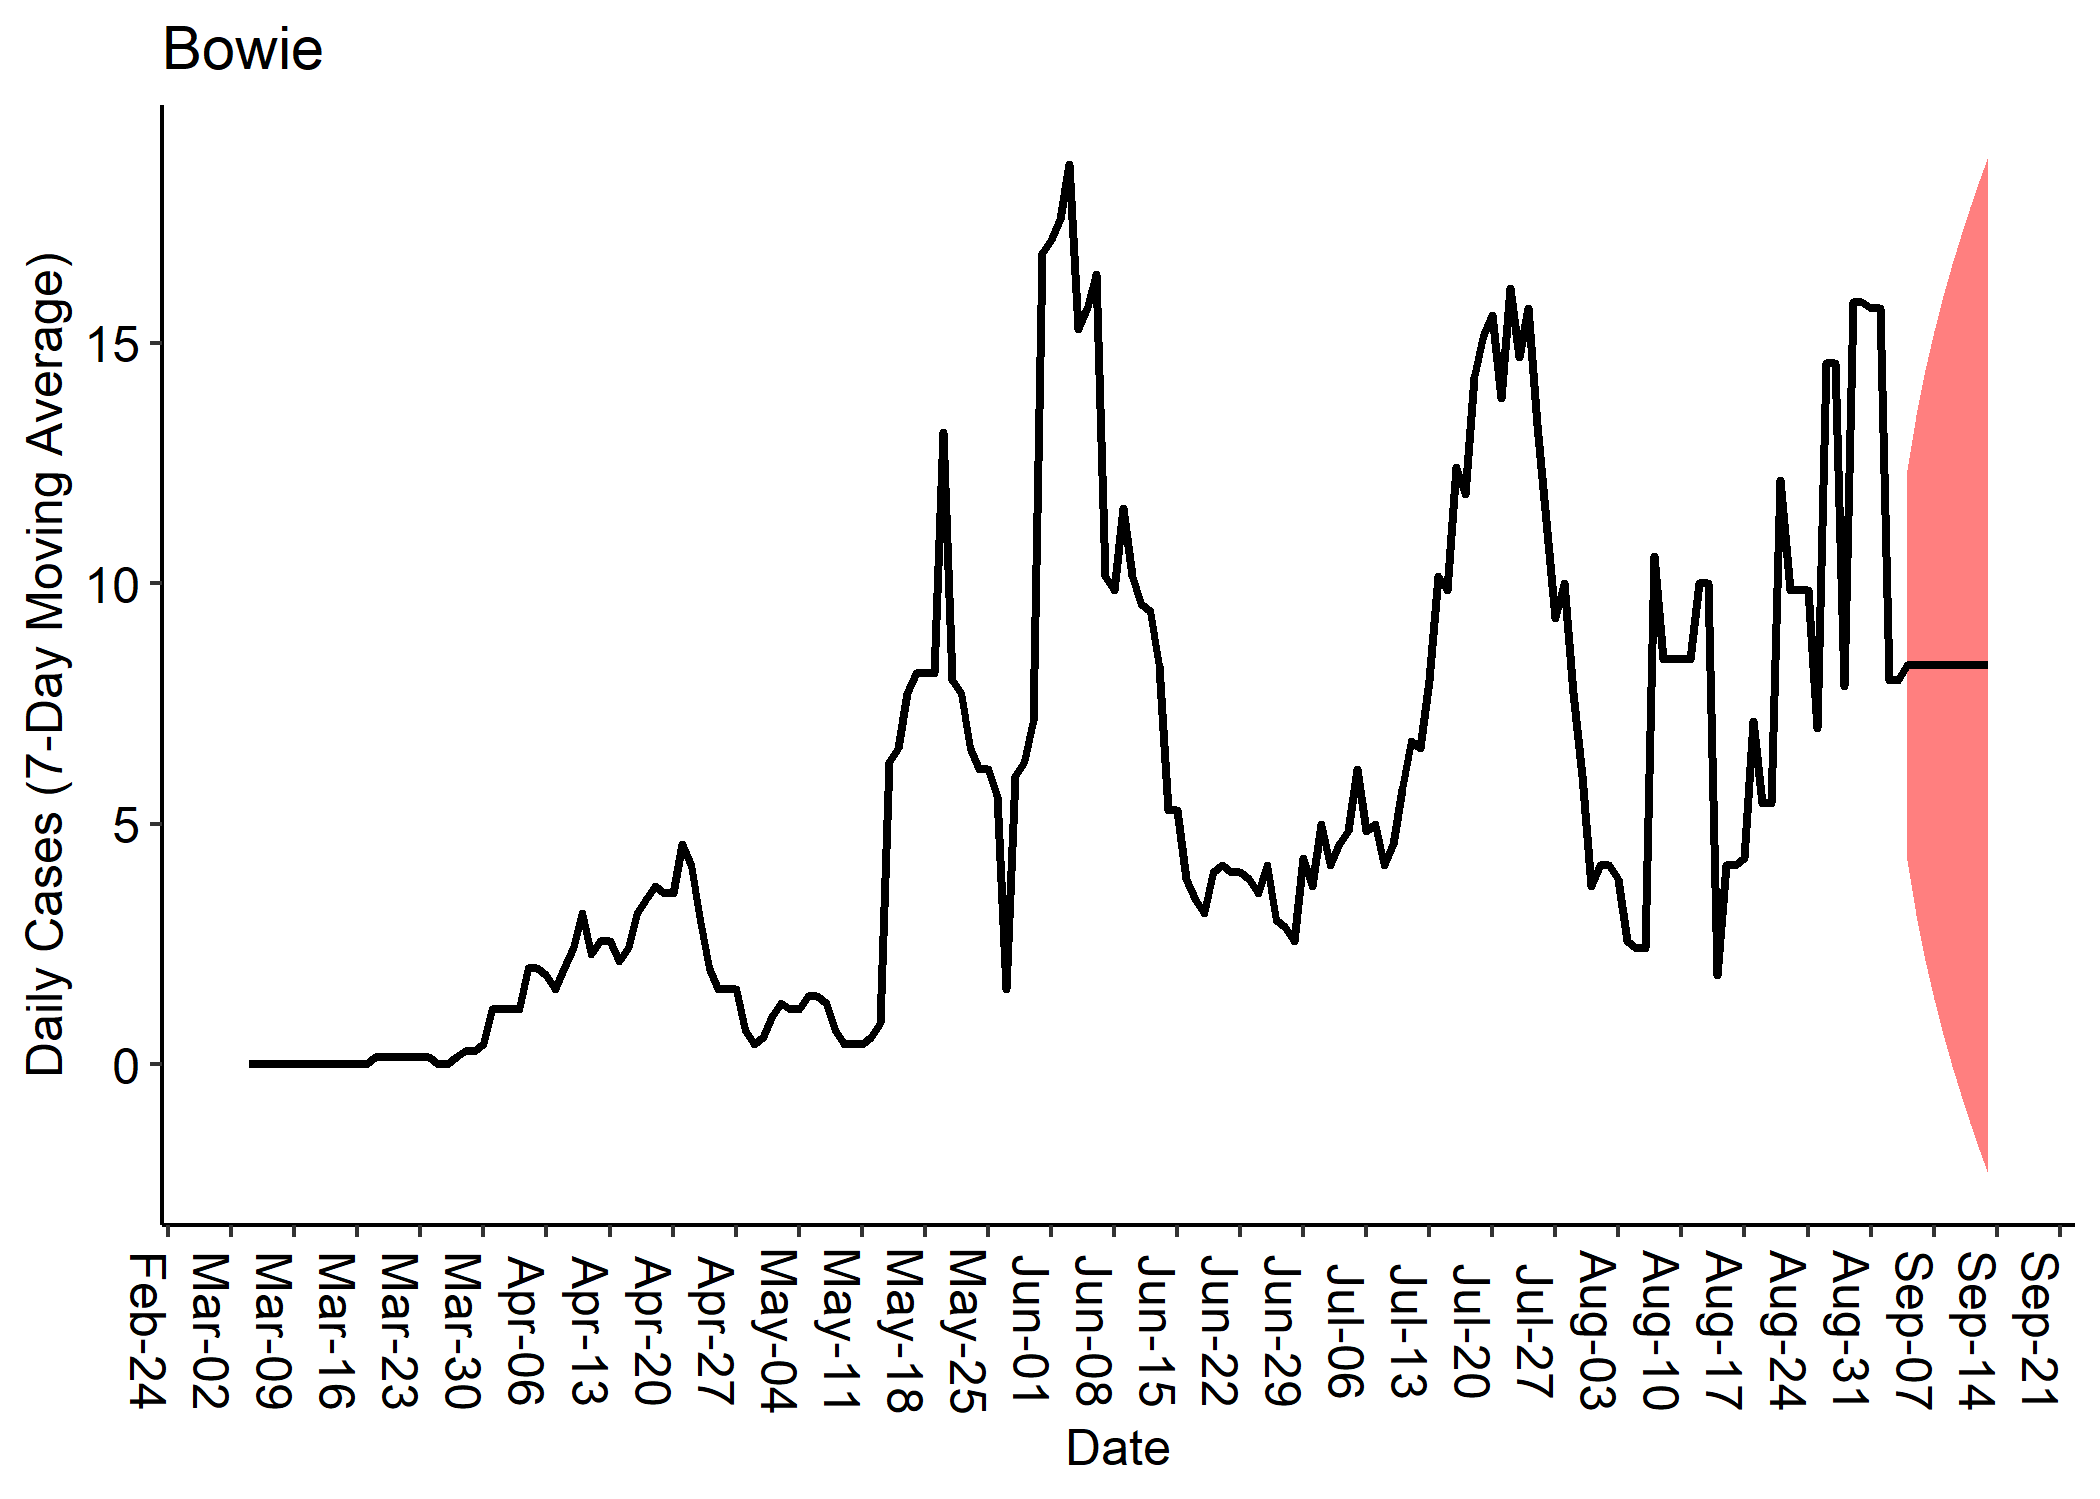 Bowie
Daily Cases (7-Day Moving Average)
15
10
5
0
Feb-24
Mar-02
Mar-09
Mar-16
Mar-23
Mar-30
Apr-06
Apr-13
Apr-20
Apr-27
May-04
May-11
May-18
May-25
Jun-01
Jun-08
Jun-15
Jun-22
Jun-29
Jul-06
Jul-13
Jul-20
Jul-27
Aug-03
Aug-10
Aug-17
Aug-24
Aug-31
Sep-07
Sep-14
Sep-21
Date